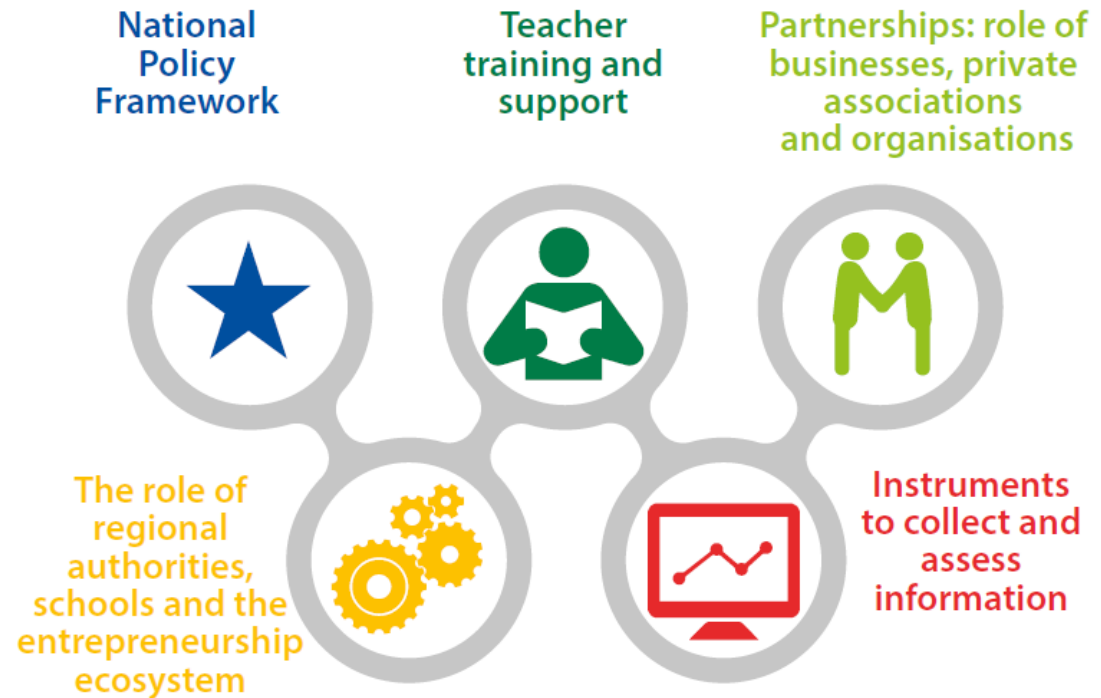 National
Policy
Framework
Teacher
training and
support
Partnerships: role of
businesses, private
associations
and organisations
The role of
regional
authorities,
schools and the
entrepreneurship
ecosystem
Instruments
to collect and
assess
information